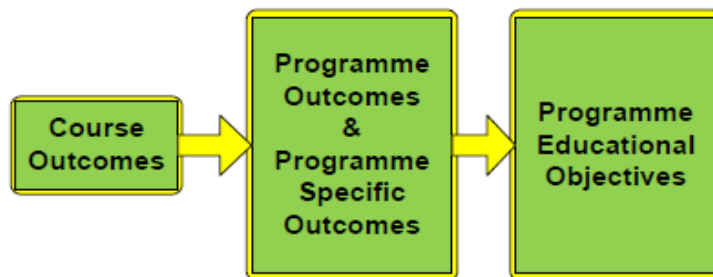 Course
Outcomes
Programme
Outcomes
&
Programme
Specific
Outcomes
Programme
Educational
Objectives